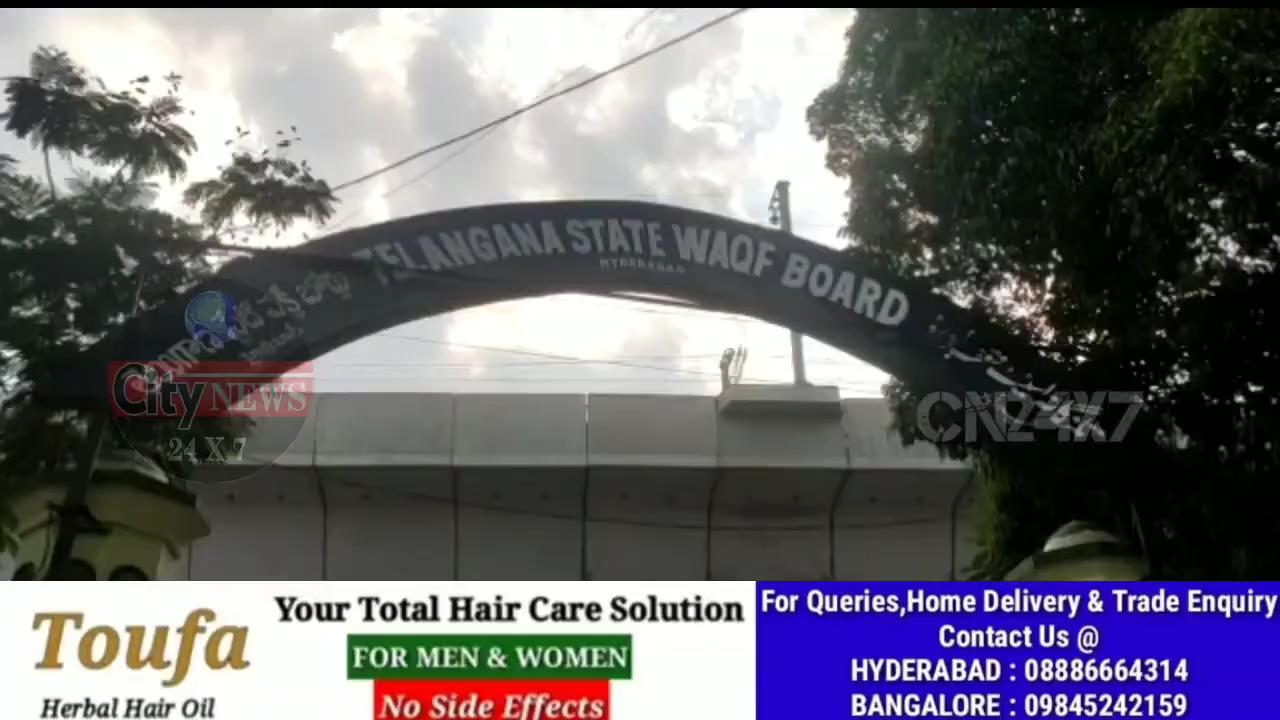 TELANGANA STATE WAQF BOARD
HYDERABAD
City NEWS
24 X 7
CN24X7
Toufa
Herbal Hair Oil
Your Total Hair Care Solution
FOR MEN & WOMEN
No Side Effects
For Queries,Home Delivery & Trade Enquiry
Contact Us @
HYDERABAD : 08886664314
BANGALORE : 09845242159